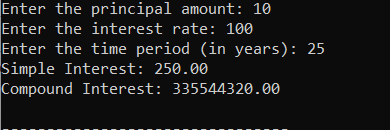 Enter the principal amount: 10
Enter the interest rate: 100
Enter the time period (in years): 25
Simple Interest: 250.00
Compound Interest: 335544320.00
--------------------------------